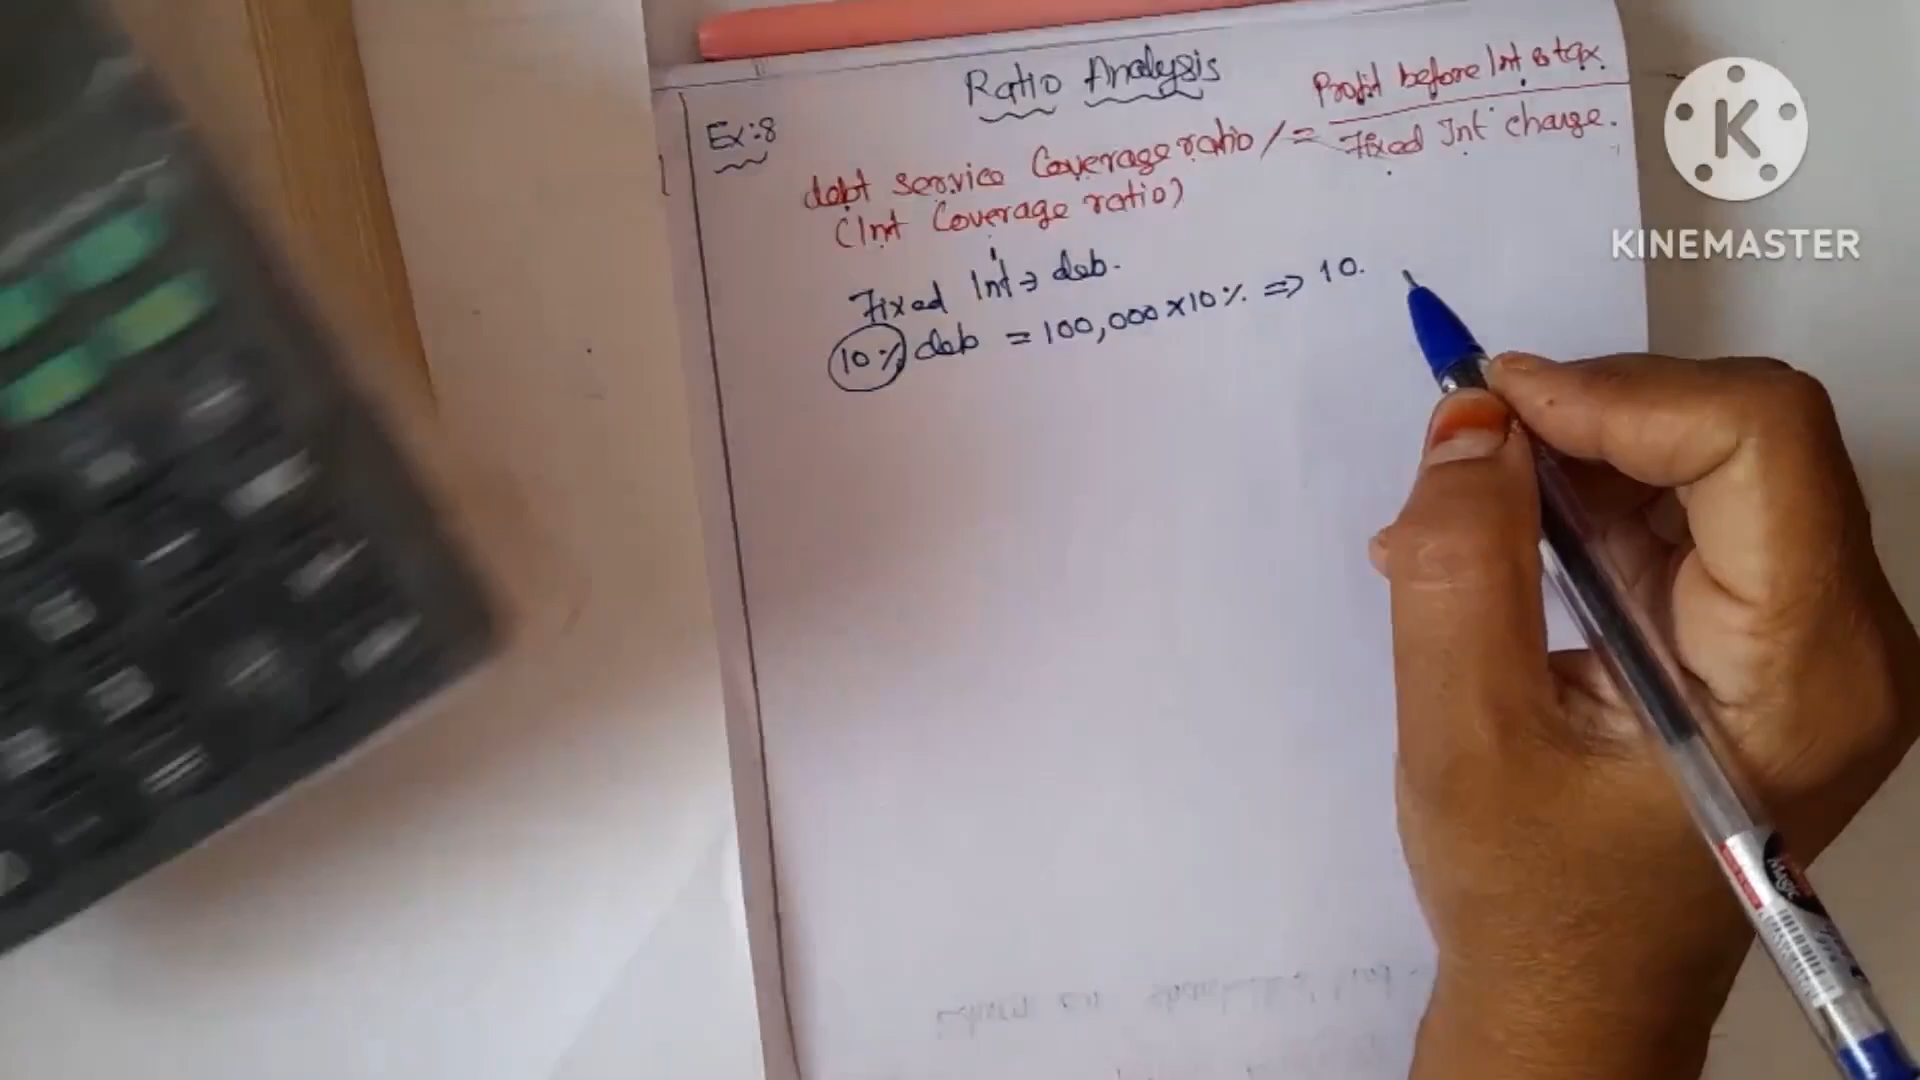 Ratio Analysis
Ex:8
debt service Coverage ratio / = Profit before Int & tax
Fixed Int charge.
(Int Coverage ratio)
Fixed Int → deb.
10% deb = 100,000 × 10% => 10.
K
KINEMASTER